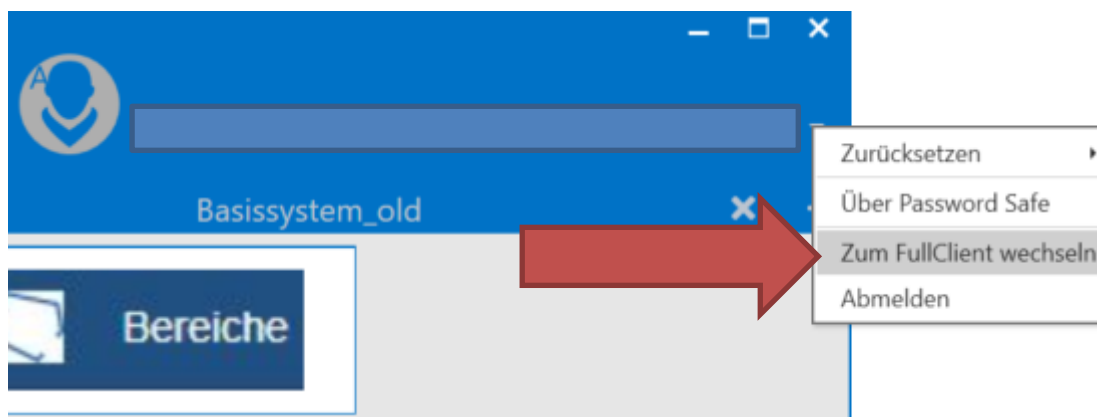 A
Basissystem_old
Zurücksetzen
Über Password Safe
Zum FullClient wechseln
Abmelden
Bereiche